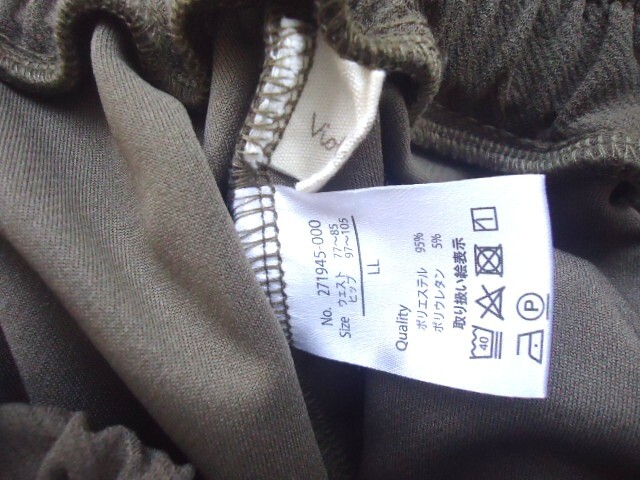 Viol
No. 271945-000
Size ウエスト 77〜85
ヒップ 97〜105
LL
Quality
ポリエステル 95%
ポリウレタン 5%
取り扱い絵表示
40
P